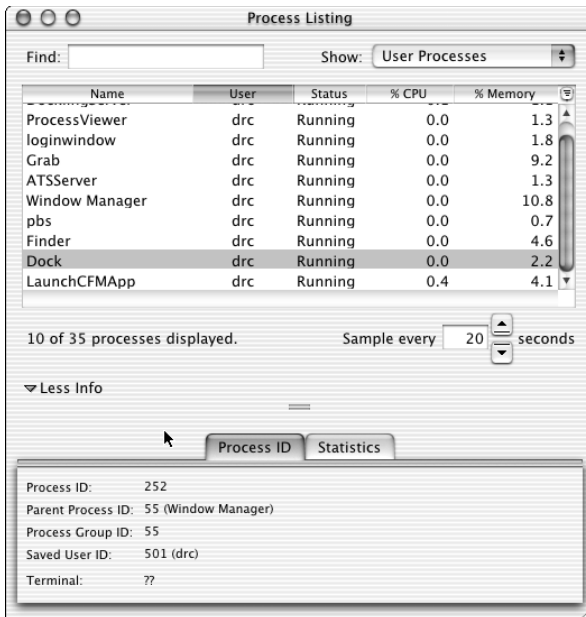 Process Listing
Find: Show: User Processes
Name User Status % CPU % Memory
ProcessViewer drc Running 0.0 1.3
loginwindow drc Running 0.0 1.8
Grab drc Running 0.0 9.2
ATSServer drc Running 0.0 1.3
Window Manager drc Running 0.0 10.8
pbs drc Running 0.0 0.7
Finder drc Running 0.0 4.6
Dock drc Running 0.0 2.2
LaunchCFMApp drc Running 0.4 4.1
10 of 35 processes displayed. Sample every 20 seconds
Less Info
Process ID Statistics
Process ID: 252
Parent Process ID: 55 (Window Manager)
Process Group ID: 55
Saved User ID: 501 (drc)
Terminal: ??